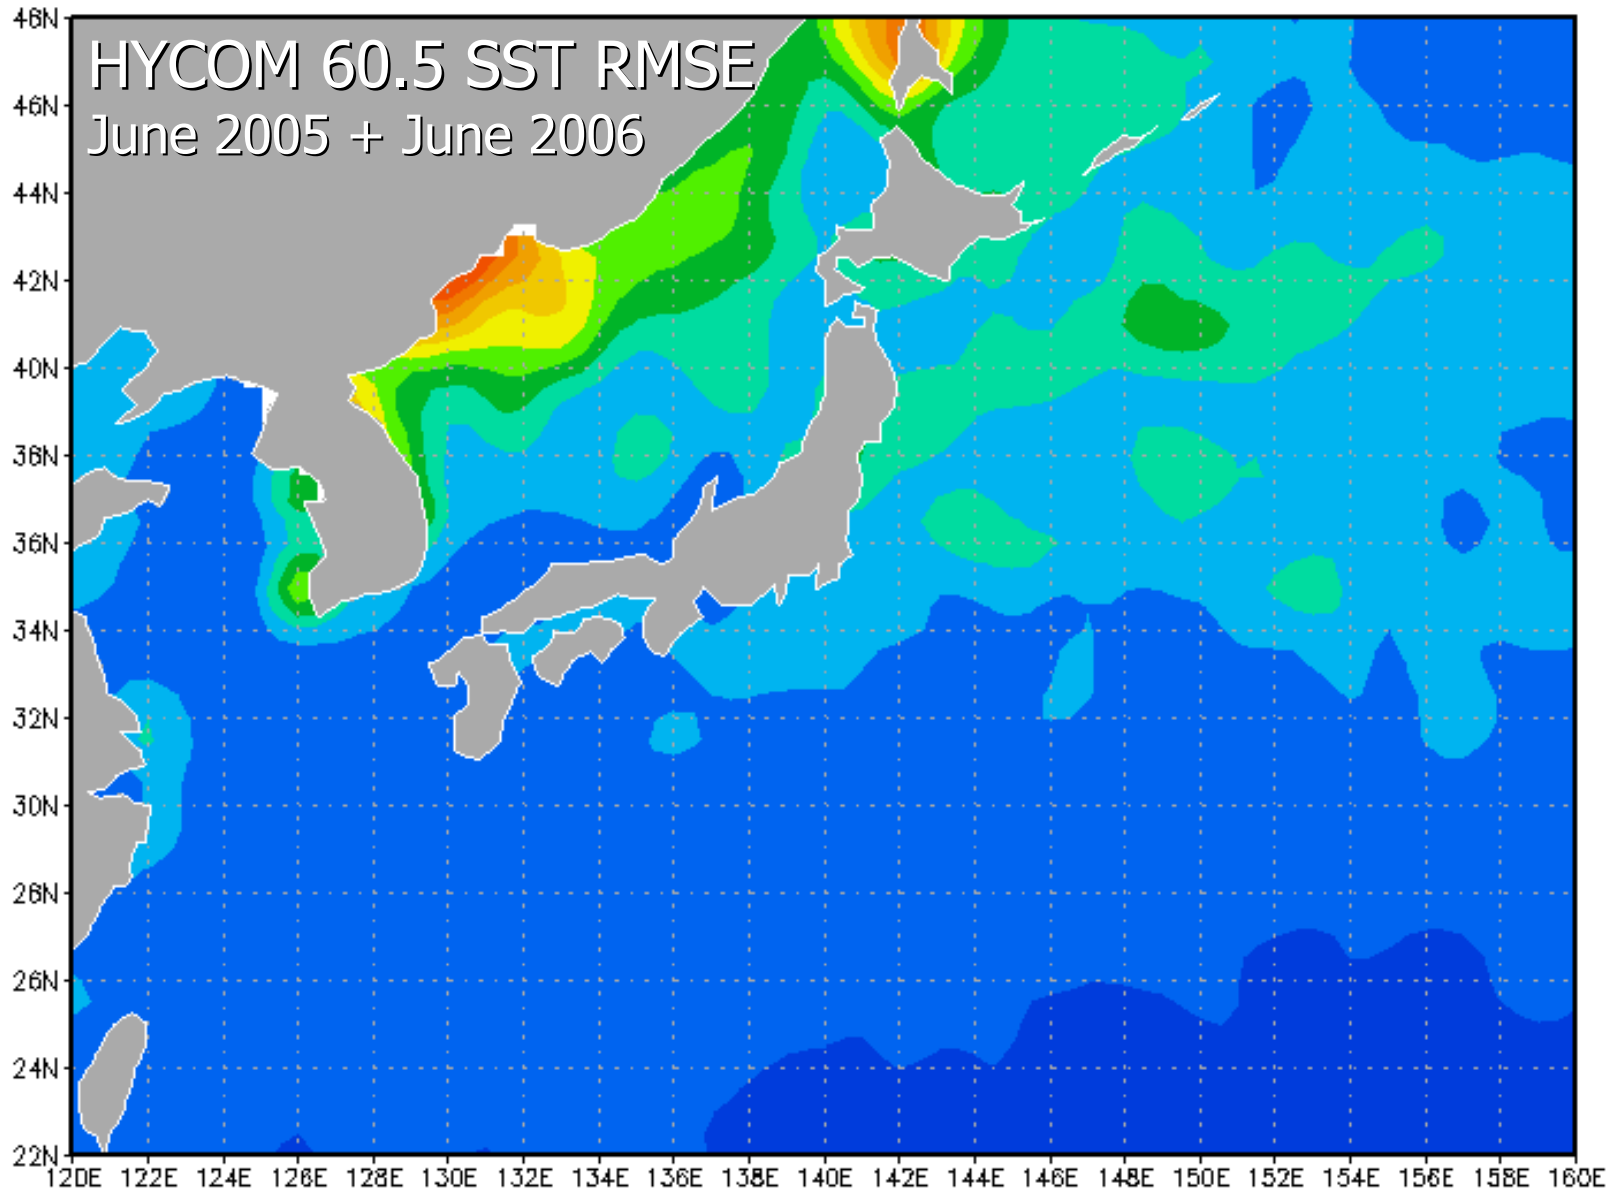 HYCOM 60.5 SST RMSE
June 2005 + June 2006
48N
46N
44N
42N
40N
38N
36N
34N
32N
30N
28N
26N
24N
22N
120E 122E 124E 126E 128E 130E 132E 134E 136E 138E 140E 142E 144E 146E 148E 150E 152E 154E 156E 158E 160E